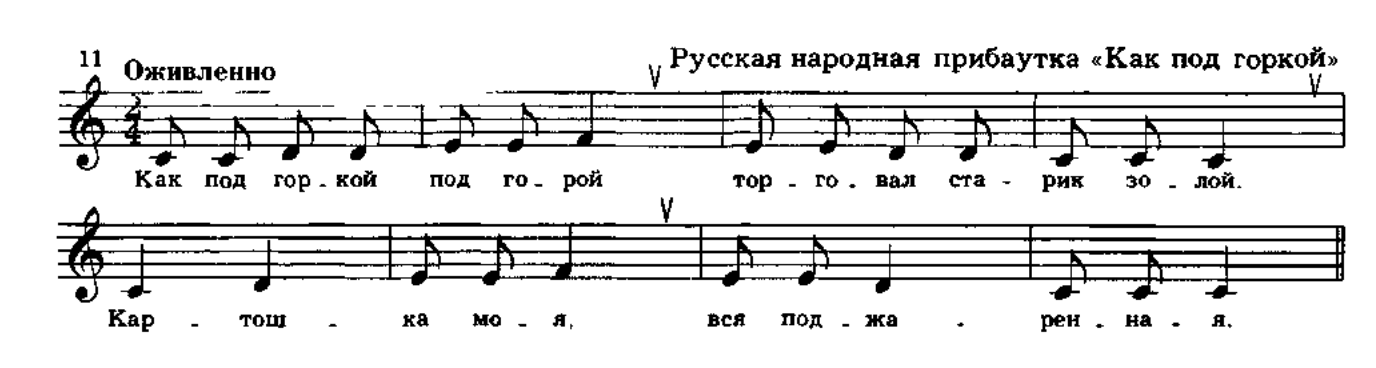 11
Оживленно
Русская народная прибаутка «Как под горкой»
2
4
Как под гор - кой под го - рой тор - го - вал ста - рик зо - лой.
Кар - тош - ка мо - я, вся под - жа - рен - на - я.